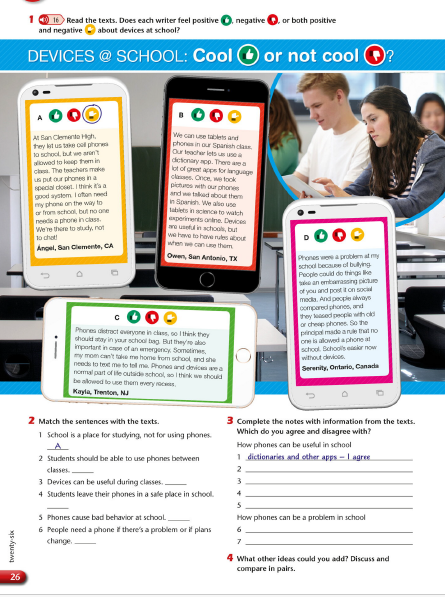 1 16 Read the texts. Does each writer feel positive , negative , or both positive
and negative about devices at school?
DEVICES @ SCHOOL: Cool or not cool ?
A
At San Clemente High,
they let us take cell phones
to school, but we aren't
allowed to keep them in
class. The teachers make
us put our phones in a
special closet. I think it's a
good system. I often need
my phone on the way to
or from school, but no one
needs a phone in class.
We're there to study, not
to chat!
Angel, San Clemente, CA
B
We can use tablets and
phones in our Spanish class.
Our teacher lets us use a
dictionary app. There are a
lot of great apps for language
classes. Once, we took
pictures with our phones
and we talked about them
in Spanish. We also use
tablets in science to watch
experiments online. Devices
are useful in schools, but
we have to have rules about
when we can use them.
Owen, San Antonio, TX
C
Phones distract everyone in class, so I think they
should stay in your school bag. But they're also
important in case of an emergency. Sometimes,
my mom can't take me home from school, and she
needs to text me to tell me. Phones and devices are a
normal part of life outside school, so I think we should
be allowed to use them every recess.
Kayla, Trenton, NJ
D
Phones were a problem at my
school because of bullying.
People could do things like
take an embarrassing picture
of you and post it on social
media. And people always
compared phones, and
they teased people with old
or cheap phones. So the
principal made a rule that no
one is allowed a phone at
school. School's easier now
without devices.
Serenity, Ontario, Canada
2 Match the sentences with the texts.
1 School is a place for studying, not for using phones.
A
2 Students should be able to use phones between
classes.
3 Devices can be useful during classes.
4 Students leave their phones in a safe place in school.
5 Phones cause bad behavior at school.
6 People need a phone if there's a problem or if plans
change.
3 Complete the notes with information from the texts.
Which do you agree and disagree with?
How phones can be useful in school
1 dictionaries and other apps – I agree
2
3
4
5
How phones can be a problem in school
6
7
4 What other ideas could you add? Discuss and
compare in pairs.
twenty-six
26